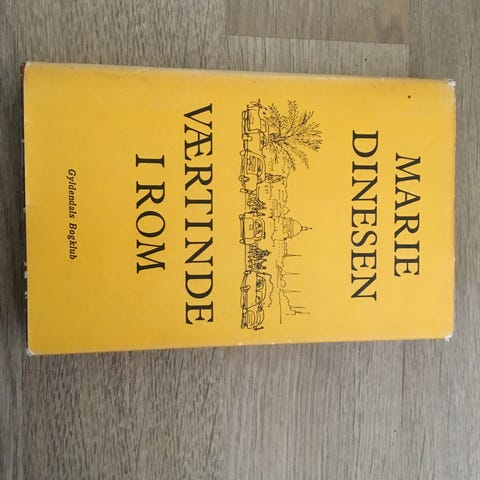 MARIE
DINESEN
VÆRTINDE
I ROM
Gyldendals Bogklub